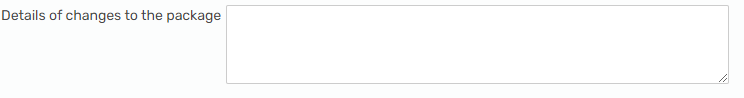 Details of changes to the package